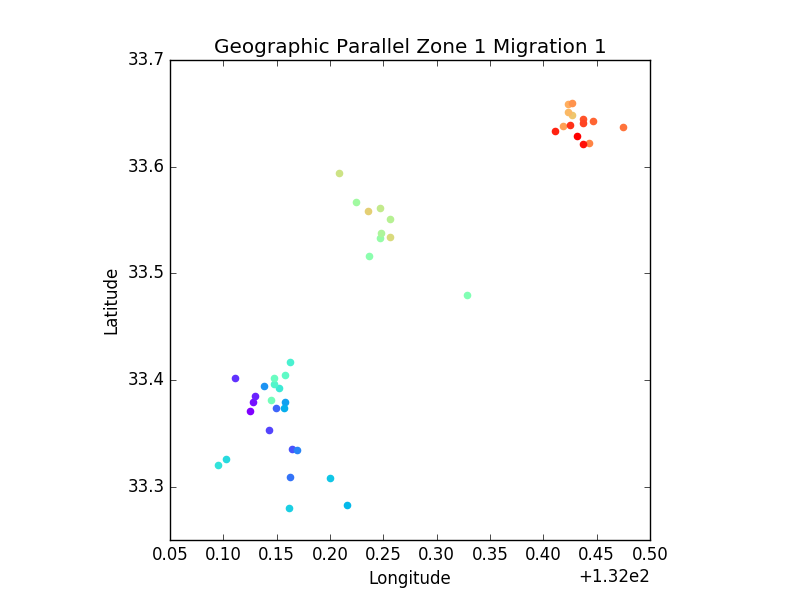 Geographic Parallel Zone 1 Migration 1
33.7
33.6
33.5
33.4
33.3
Latitude
0.05 0.10 0.15 0.20 0.25 0.30 0.35 0.40 0.45 0.50
Longitude
+1.32e2